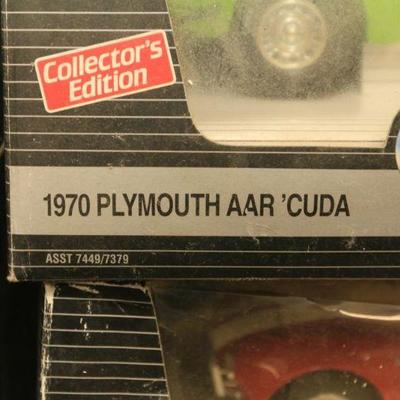 Collector's
Edition
1970 PLYMOUTH AAR 'CUDA
ASST 7449/7379